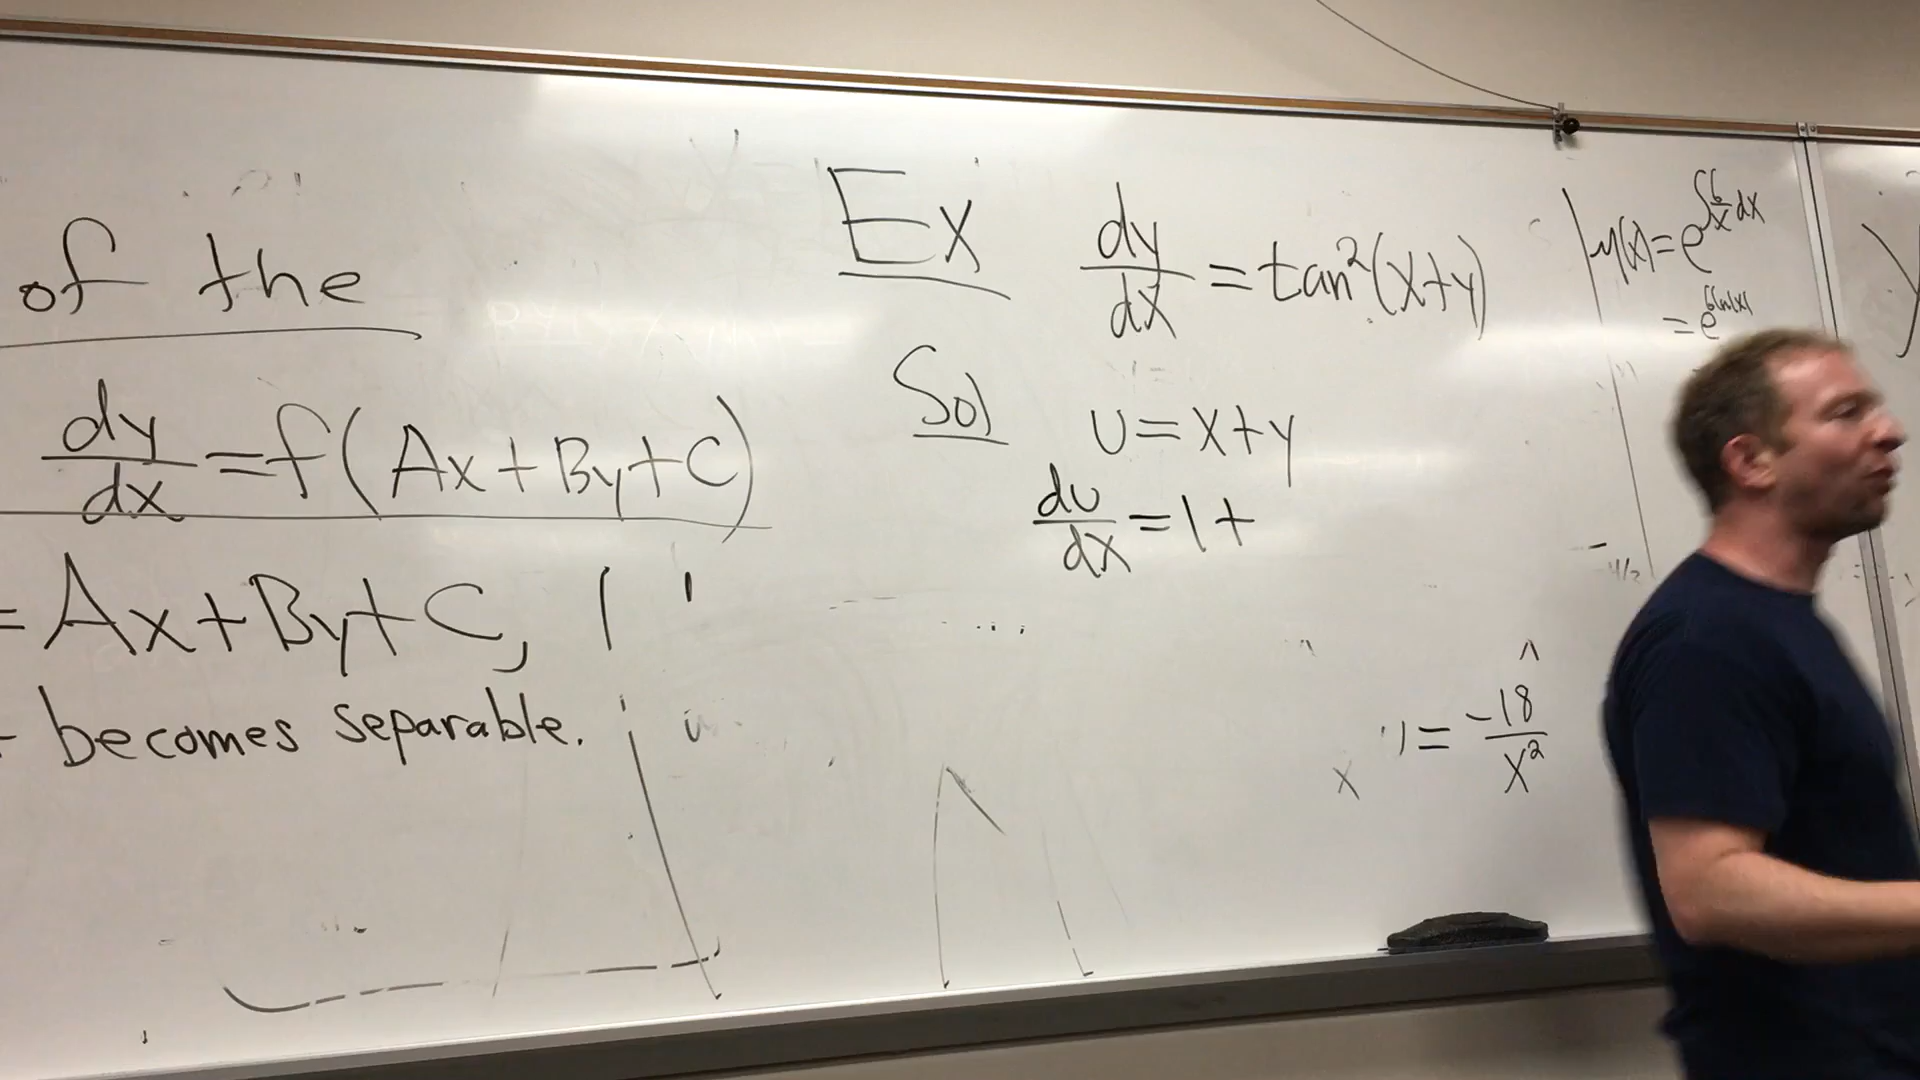 of the
dy/dx = f(Ax+By+C)
= Ax+By+C,
becomes separable.
Ex dy/dx = tan²(x+y)
Sol u = x+y
du/dx = 1+
= -18/x²
x
μ(x) = e^∫6/x dx
= e^6ln|x|
y